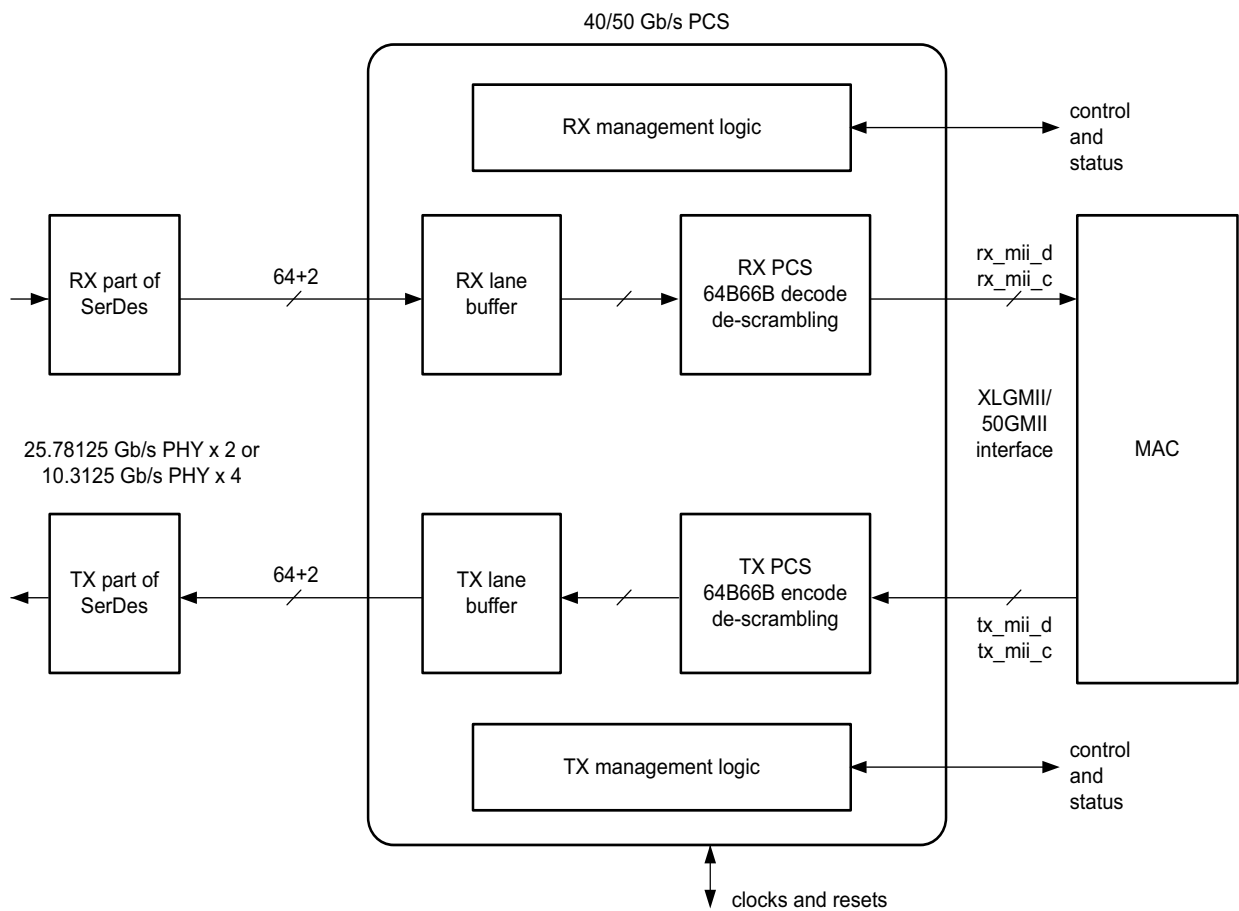 40/50 Gb/s PCS
RX management logic
control
and
status
RX part of
SerDes
64+2
RX lane
buffer
RX PCS
64B66B decode
de-scrambling
rx_mii_d
rx_mii_c
25.78125 Gb/s PHY x 2 or
10.3125 Gb/s PHY x 4
XLGMII/
50GMII
interface
MAC
TX part of
SerDes
64+2
TX lane
buffer
TX PCS
64B66B encode
de-scrambling
tx_mii_d
tx_mii_c
TX management logic
control
and
status
clocks and resets